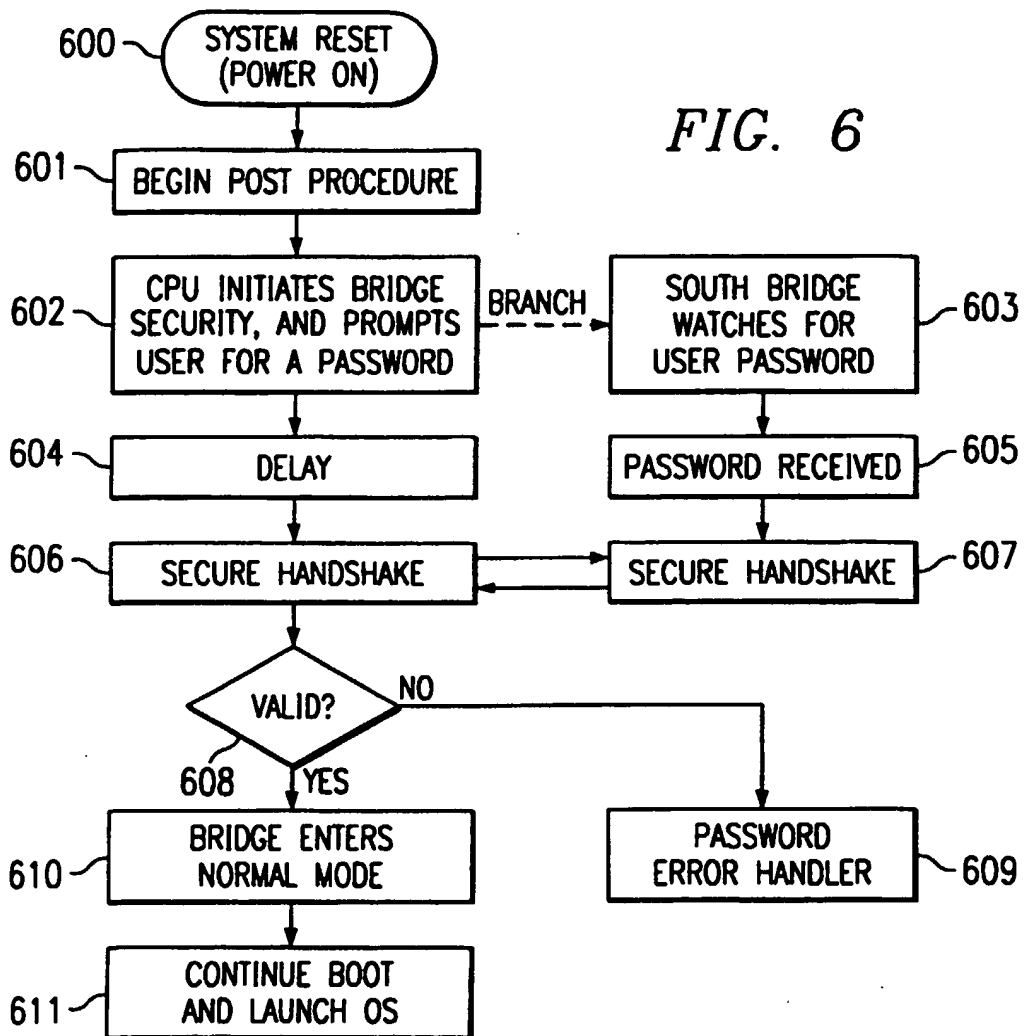 600
SYSTEM RESET
(POWER ON)
FIG. 6
601
BEGIN POST PROCEDURE
602
CPU INITIATES BRIDGE
SECURITY, AND PROMPTS
USER FOR A PASSWORD
BRANCH
SOUTH BRIDGE
WATCHES FOR
USER PASSWORD
603
604
DELAY
PASSWORD RECEIVED
605
606
SECURE HANDSHAKE
SECURE HANDSHAKE
607
VALID?
NO
608
YES
610
BRIDGE ENTERS
NORMAL MODE
PASSWORD
ERROR HANDLER
609
611
CONTINUE BOOT
AND LAUNCH OS